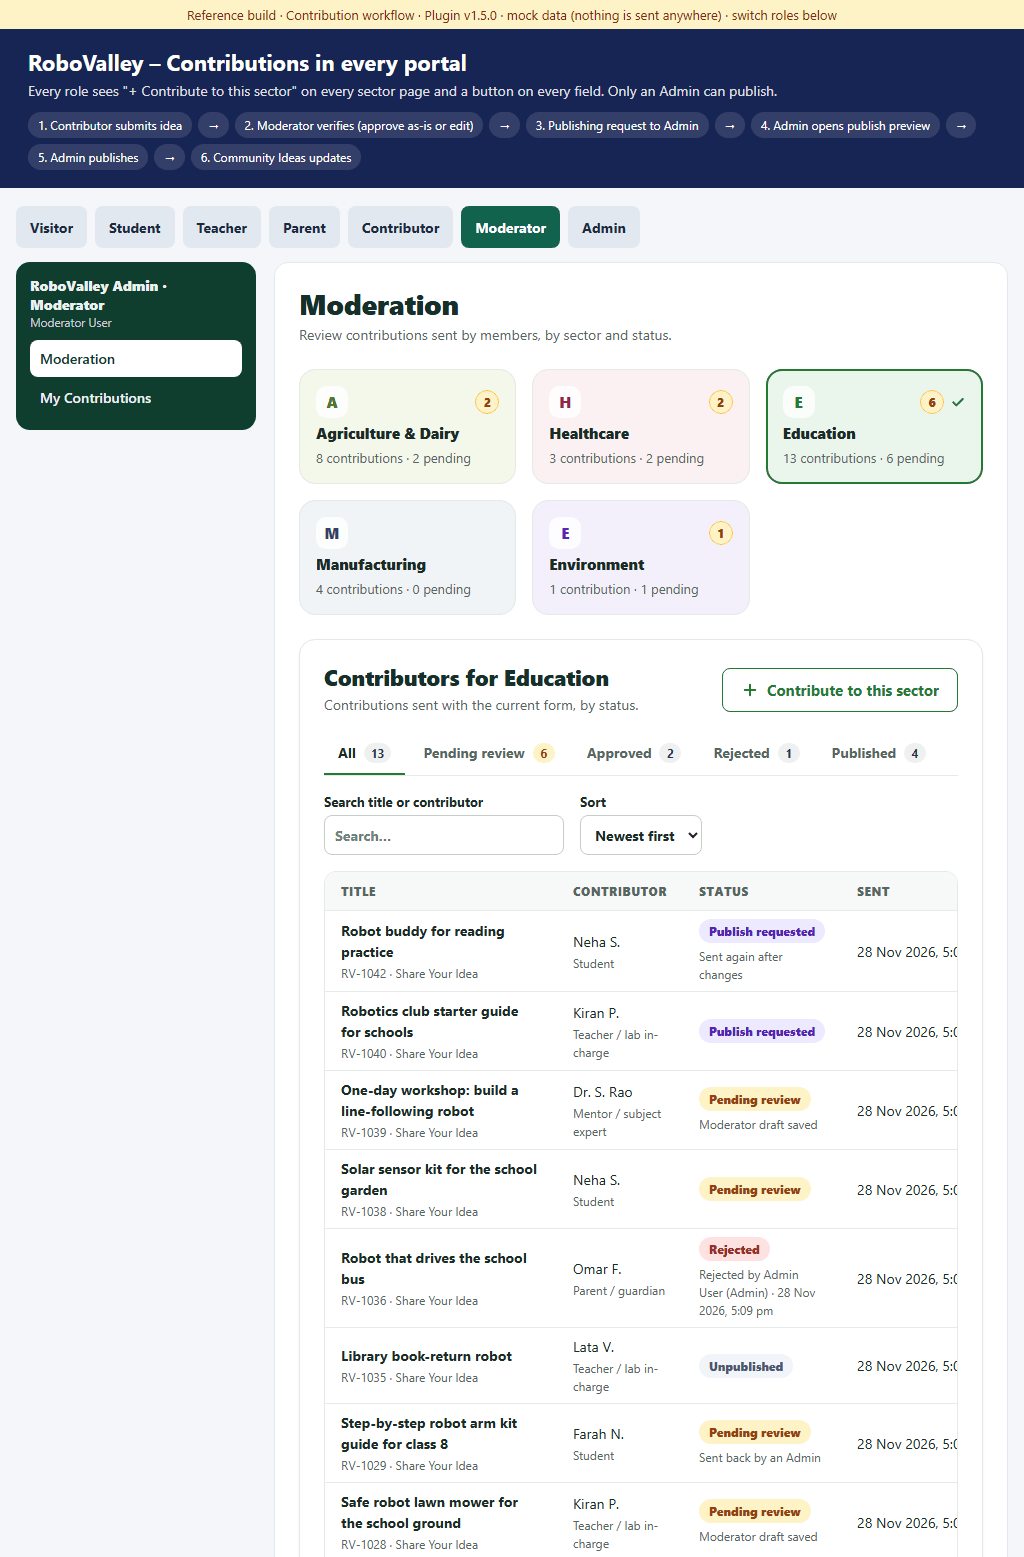 Reference build · Contribution workflow · Plugin v1.5.0 · mock data (nothing is sent anywhere) · switch roles below
RoboValley – Contributions in every portal
Every role sees "+ Contribute to this sector" on every sector page and a button on every field. Only an Admin can publish.
1. Contributor submits idea → 2. Moderator verifies (approve as-is or edit) → 3. Publishing request to Admin → 4. Admin opens publish preview →
5. Admin publishes → 6. Community Ideas updates
Visitor Student Teacher Parent Contributor Moderator Admin
RoboValley Admin ·
Moderator
Moderator User
Moderation
My Contributions
Moderation
Review contributions sent by members, by sector and status.
A 2
Agriculture & Dairy
8 contributions · 2 pending
H 2
Healthcare
3 contributions · 2 pending
E 6 ✓
Education
13 contributions · 6 pending
M
Manufacturing
4 contributions · 0 pending
E 1
Environment
1 contribution · 1 pending
Contributors for Education
Contributions sent with the current form, by status.
+ Contribute to this sector
All 13 Pending review 6 Approved 2 Rejected 1 Published 4
Search title or contributor
Search...
Sort
Newest first
TITLE CONTRIBUTOR STATUS SENT
Robot buddy for reading
practice
RV-1042 · Share Your Idea
Neha S.
Student
Publish requested
Sent again after
changes
28 Nov 2026, 5:0
Robotics club starter guide
for schools
RV-1040 · Share Your Idea
Kiran P.
Teacher / lab in-
charge
Publish requested
28 Nov 2026, 5:0
One-day workshop: build a
line-following robot
RV-1039 · Share Your Idea
Dr. S. Rao
Mentor / subject
expert
Pending review
Moderator draft saved
28 Nov 2026, 5:0
Solar sensor kit for the school
garden
RV-1038 · Share Your Idea
Neha S.
Student
Pending review
28 Nov 2026, 5:0
Robot that drives the school
bus
RV-1036 · Share Your Idea
Omar F.
Parent / guardian
Rejected
Rejected by Admin
User (Admin) · 28 Nov
2026, 5:09 pm
28 Nov 2026, 5:0
Library book-return robot
RV-1035 · Share Your Idea
Lata V.
Teacher / lab in-
charge
Unpublished
28 Nov 2026, 5:0
Step-by-step robot arm kit
guide for class 8
RV-1029 · Share Your Idea
Farah N.
Student
Pending review
Sent back by an Admin
28 Nov 2026, 5:0
Safe robot lawn mower for
the school ground
RV-1028 · Share Your Idea
Kiran P.
Teacher / lab in-
charge
Pending review
Moderator draft saved
28 Nov 2026, 5:0